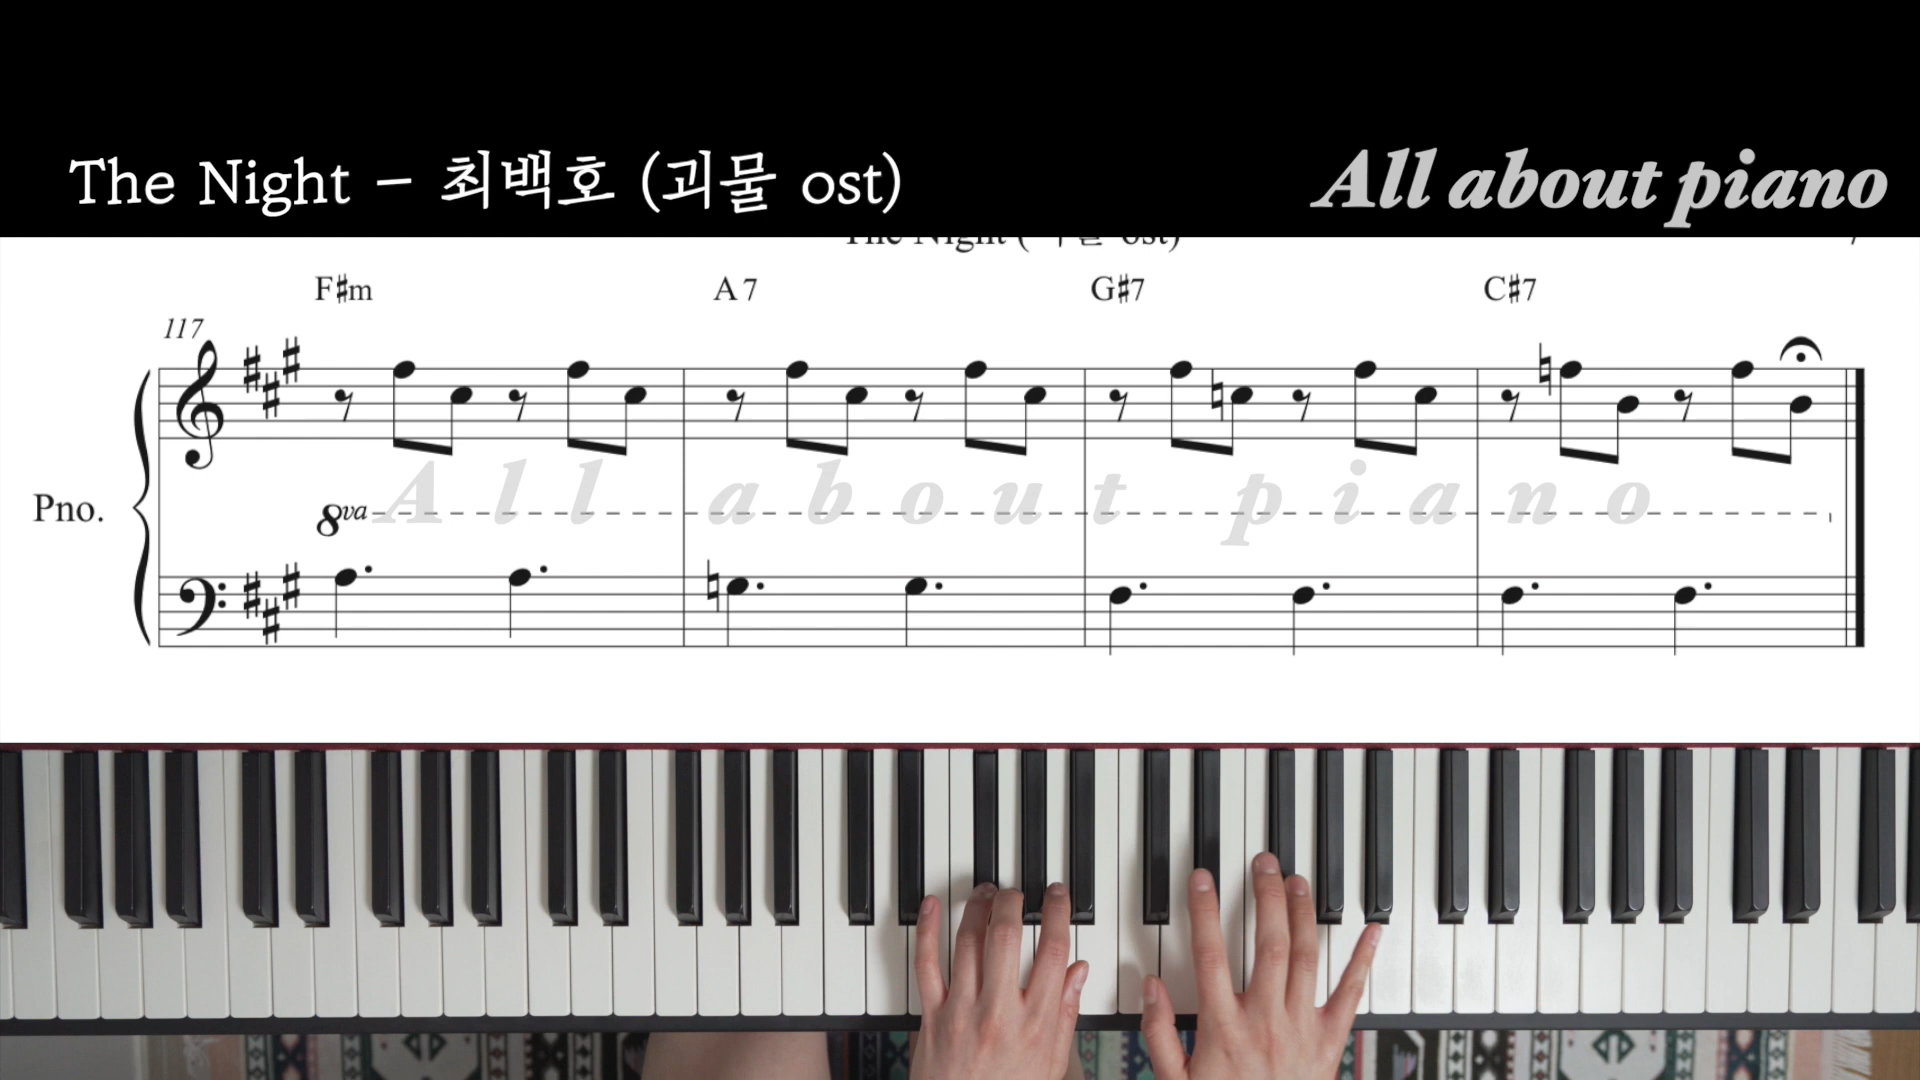 The Night - 최백호 (괴물 ost)
All about piano
F#m A7 G#7 C#7
117
Pno.
8va
All about piano